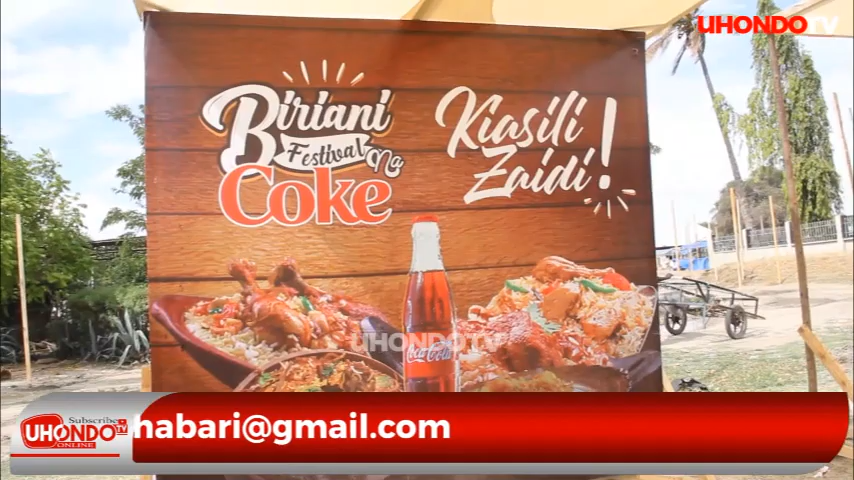 UHONDO TV
Biriani
Festival Na
Coke
Kiasili
Zaidi!
UHONDO TV
Coca-Cola
Subscribe
UHONDO TV
ONLINE
habari@gmail.com